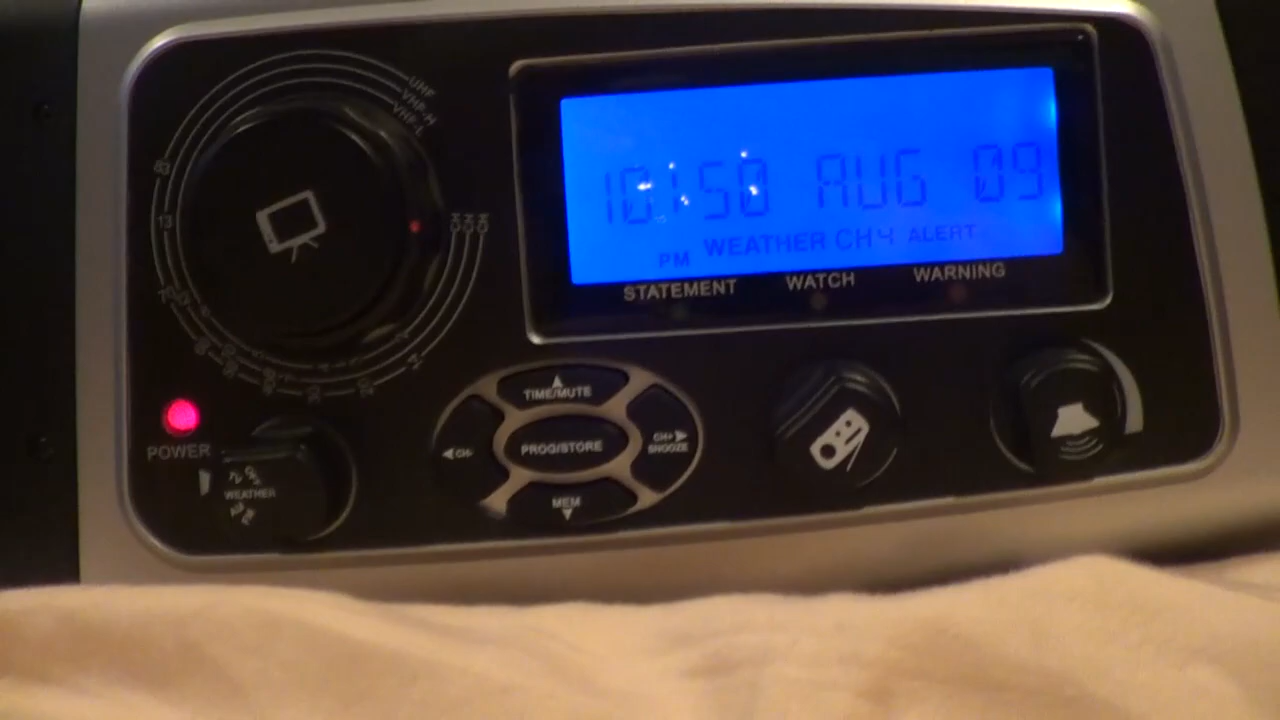 UHF
VHF-H
VHF-L
83
13
10:50 AUG 09
PM WEATHER CH4 ALERT
STATEMENT WATCH WARNING
POWER
WEATHER
TIME/MUTE
◀CH-
PROG/STORE
CH+▶
SNOOZE
MEM